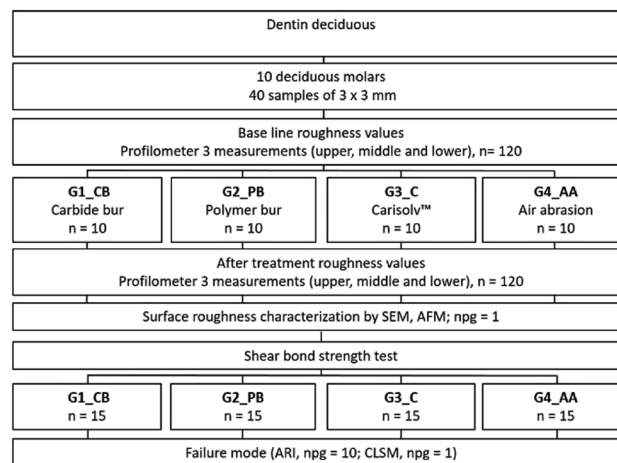 Dentin deciduous
10 deciduous molars
40 samples of 3 x 3 mm
Base line roughness values
Profilometer 3 measurements (upper, middle and lower), n= 120
G1_CB
Carbide bur
n = 10
G2_PB
Polymer bur
n = 10
G3_C
Carisolv™
n = 10
G4_AA
Air abrasion
n = 10
After treatment roughness values
Profilometer 3 measurements (upper, middle and lower), n = 120
Surface roughness characterization by SEM, AFM; npg = 1
Shear bond strength test
G1_CB
n = 15
G2_PB
n = 15
G3_C
n = 15
G4_AA
n = 15
Failure mode (ARI, npg = 10; CLSM, npg = 1)